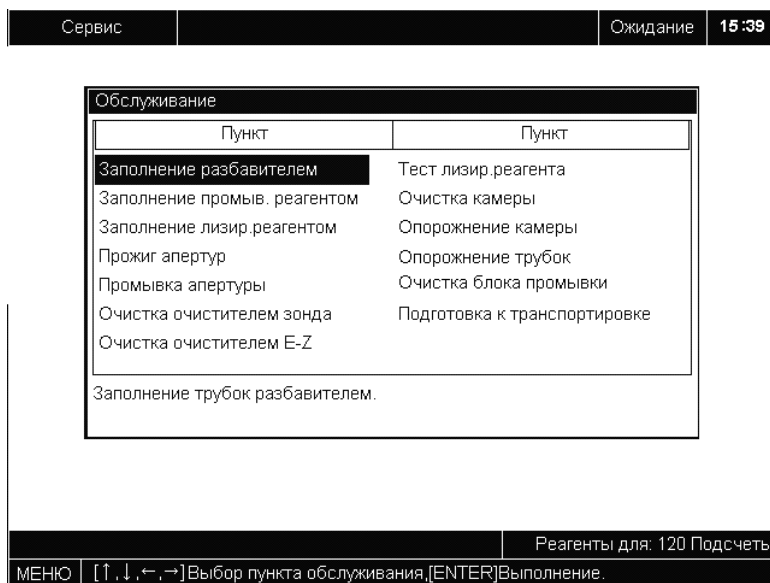 Сервис Ожидание 15:39
Обслуживание
Пункт Пункт
Заполнение разбавителем Тест лизир.реагента
Заполнение промыв. реагентом Очистка камеры
Заполнение лизир.реагентом Опорожнение камеры
Прожиг апертур Опорожнение трубок
Промывка апертуры Очистка блока промывки
Очистка очистителем зонда Подготовка к транспортировке
Очистка очистителем E-Z
Заполнение трубок разбавителем.
Реагенты для: 120 Подсчеть
МЕНЮ [↑,↓,←,→]Выбор пункта обслуживания,[ENTER]Выполнение.